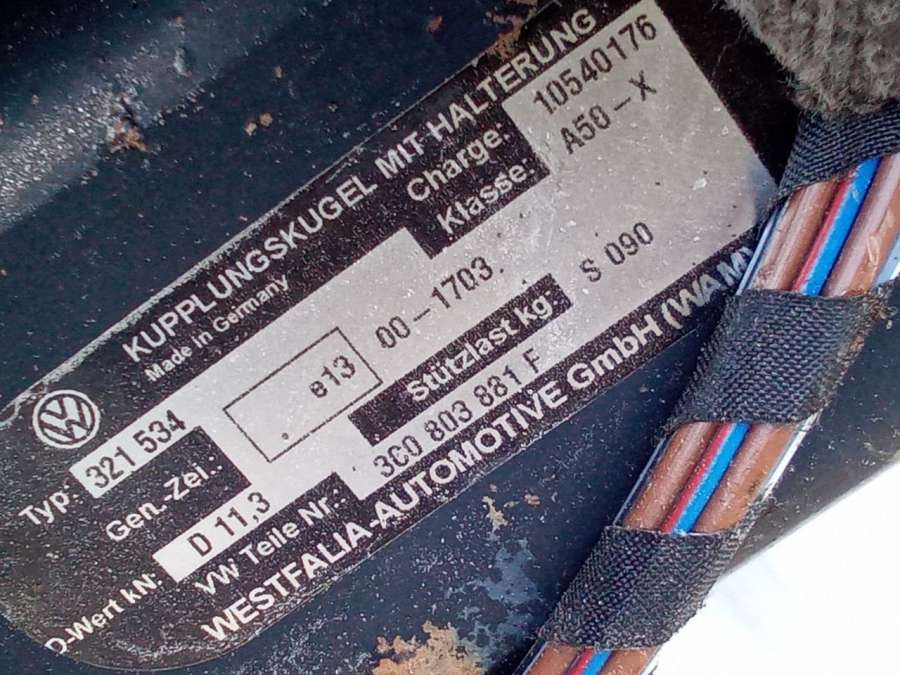 KUPPLUNGSKUGEL MIT HALTERUNG
Made in Germany
Charge: 10540176
Klasse: A50-X
Typ: 321 534
Gen.-Zei.: e13 00-1703
Stützlast kg: S 090
D-Wert kN: D 11,3
VW Teile Nr.: 3C0 803 881 F
WESTFALIA-AUTOMOTIVE GmbH (WAM)